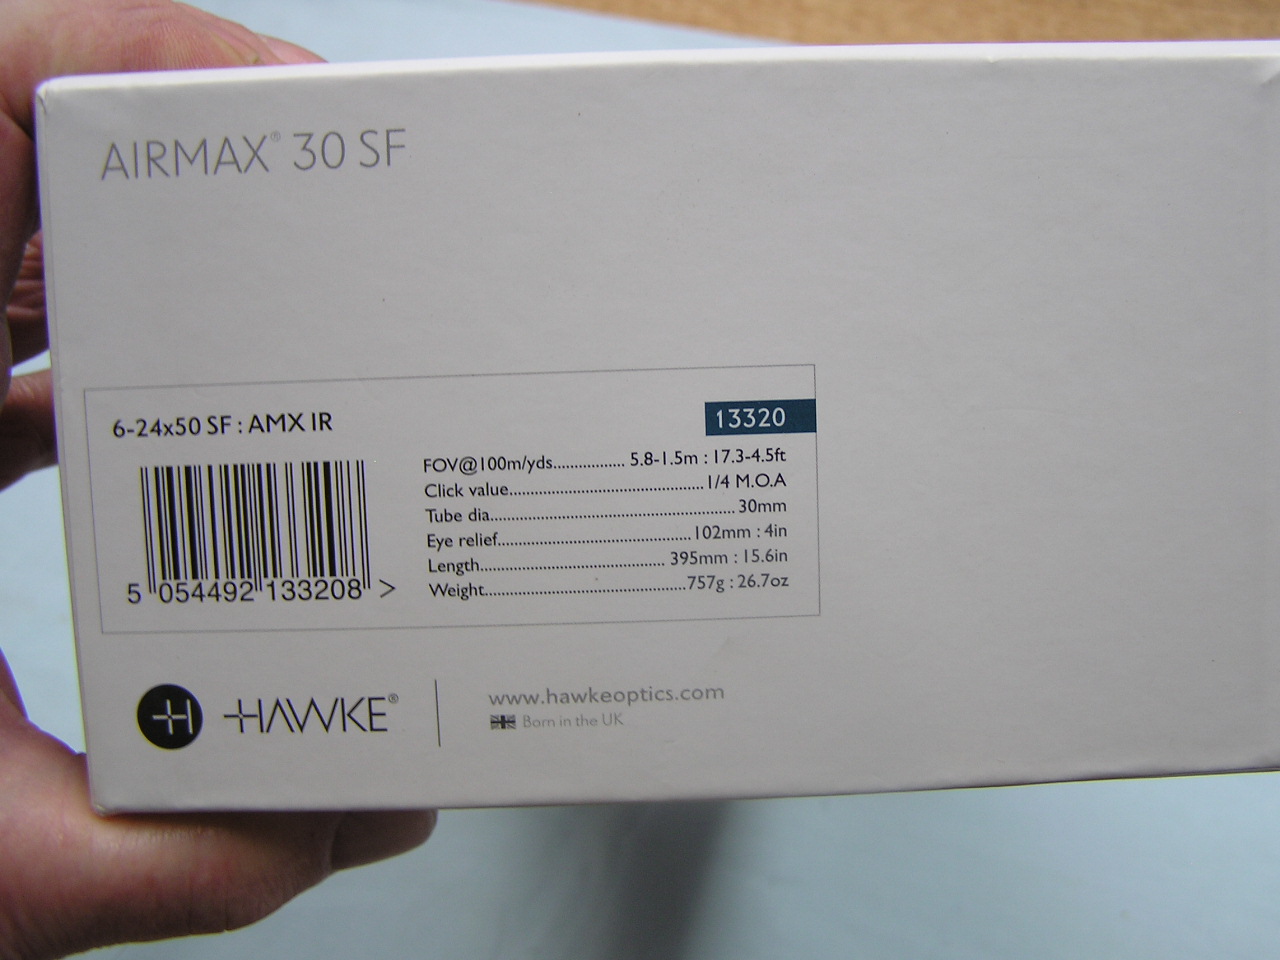 AIRMAX® 30 SF
6-24x50 SF : AMX IR
13320
FOV@100m/yds................ 5.8-1.5m : 17.3-4.5ft
Click value............................................1/4 M.O.A
Tube dia....................................................... 30mm
Eye relief...........................................102mm : 4in
Length......................................... 395mm : 15.6in
Weight.............................................757g : 26.7oz
5 054492 133208 >
HAWKE®
www.hawkeoptics.com
Born in the UK